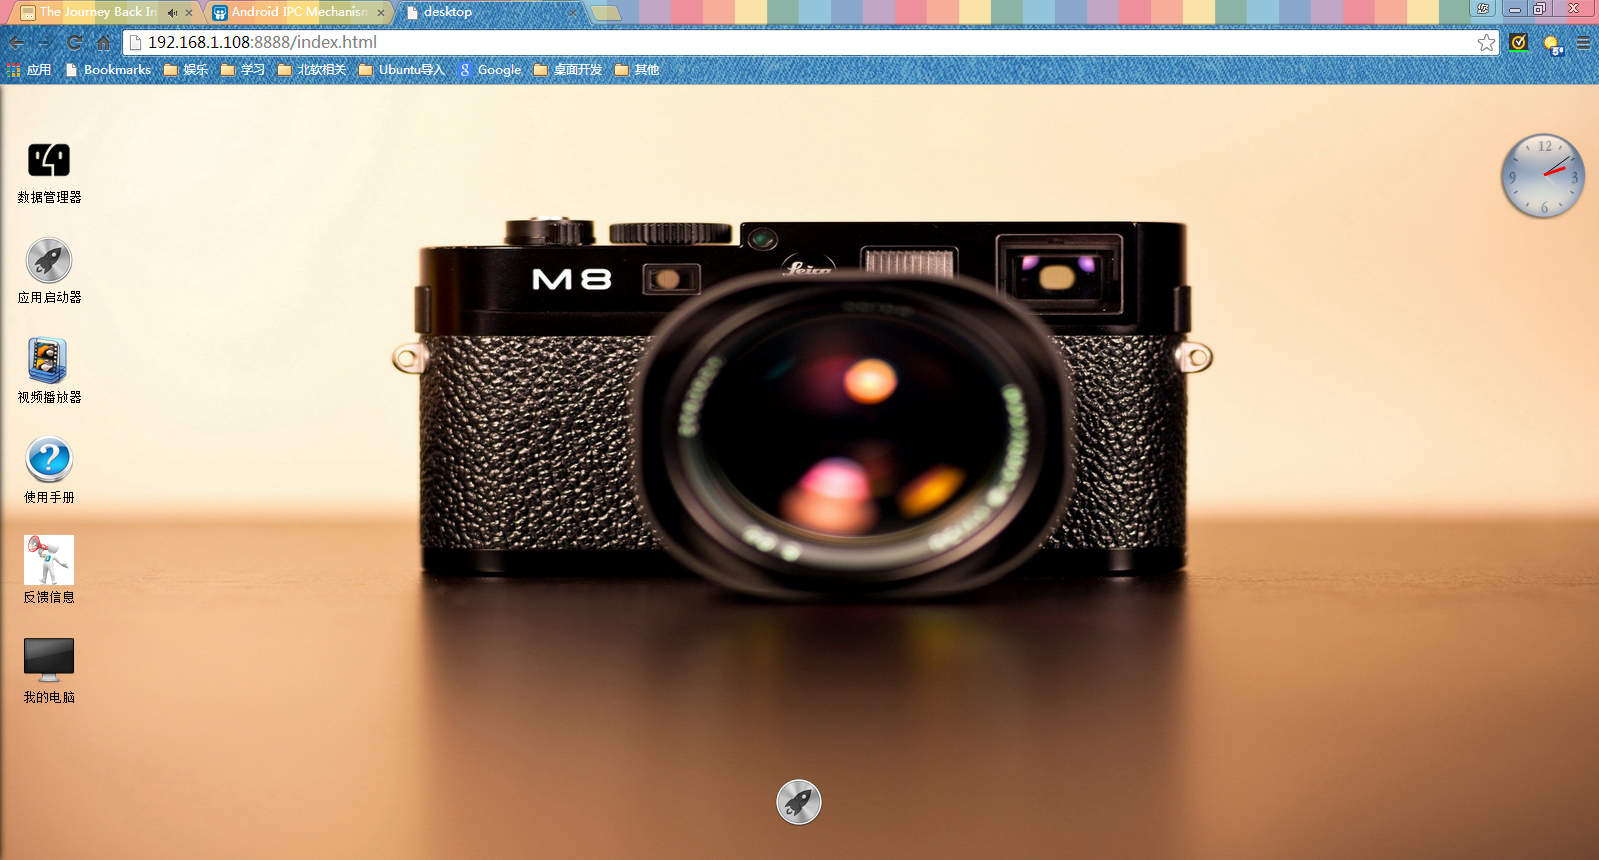 The Journey Back In
Android IPC Mechanism
desktop
192.168.1.108:8888/index.html
应用
Bookmarks
娱乐
学习
北软相关
Ubuntu导入
Google
桌面开发
其他
数据管理器
应用启动器
视频播放器
使用手册
反馈信息
我的电脑
M8
Leica
12
9
3
6